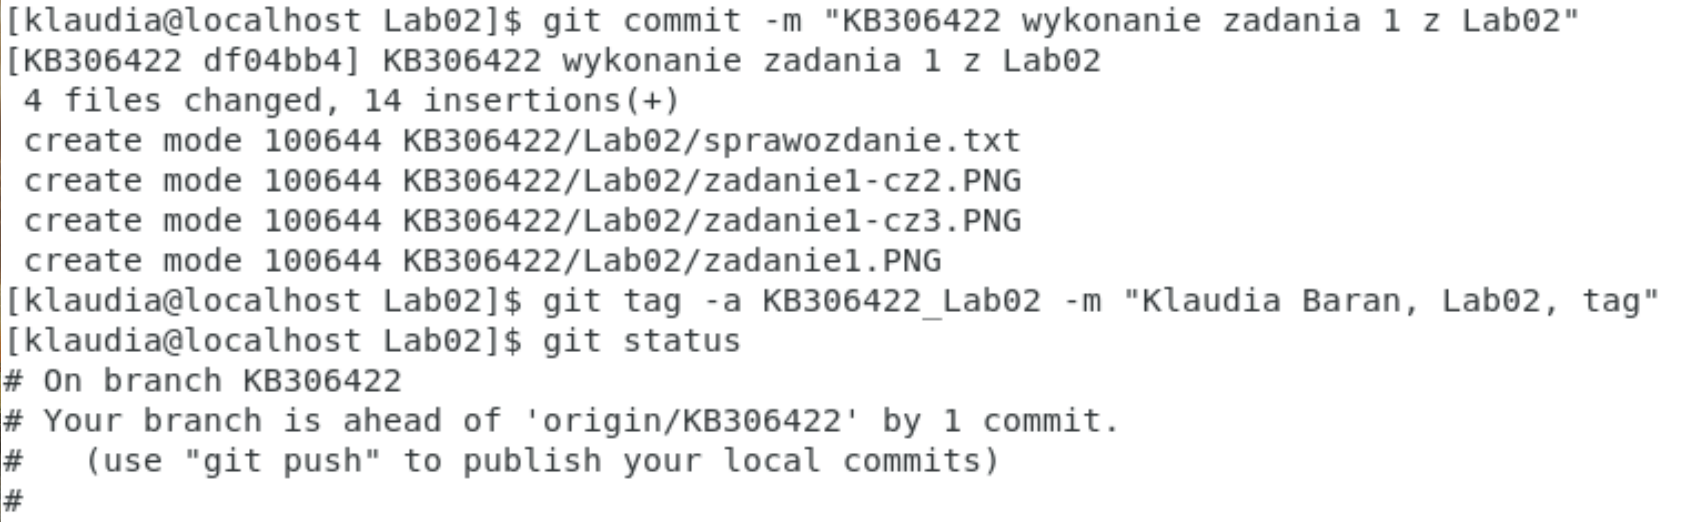 [klaudia@localhost Lab02]$ git commit -m "KB306422 wykonanie zadania 1 z Lab02"
[KB306422 df04bb4] KB306422 wykonanie zadania 1 z Lab02
 4 files changed, 14 insertions(+)
 create mode 100644 KB306422/Lab02/sprawozdanie.txt
 create mode 100644 KB306422/Lab02/zadanie1-cz2.PNG
 create mode 100644 KB306422/Lab02/zadanie1-cz3.PNG
 create mode 100644 KB306422/Lab02/zadanie1.PNG
[klaudia@localhost Lab02]$ git tag -a KB306422_Lab02 -m "Klaudia Baran, Lab02, tag"
[klaudia@localhost Lab02]$ git status
# On branch KB306422
# Your branch is ahead of 'origin/KB306422' by 1 commit.
#   (use "git push" to publish your local commits)
#